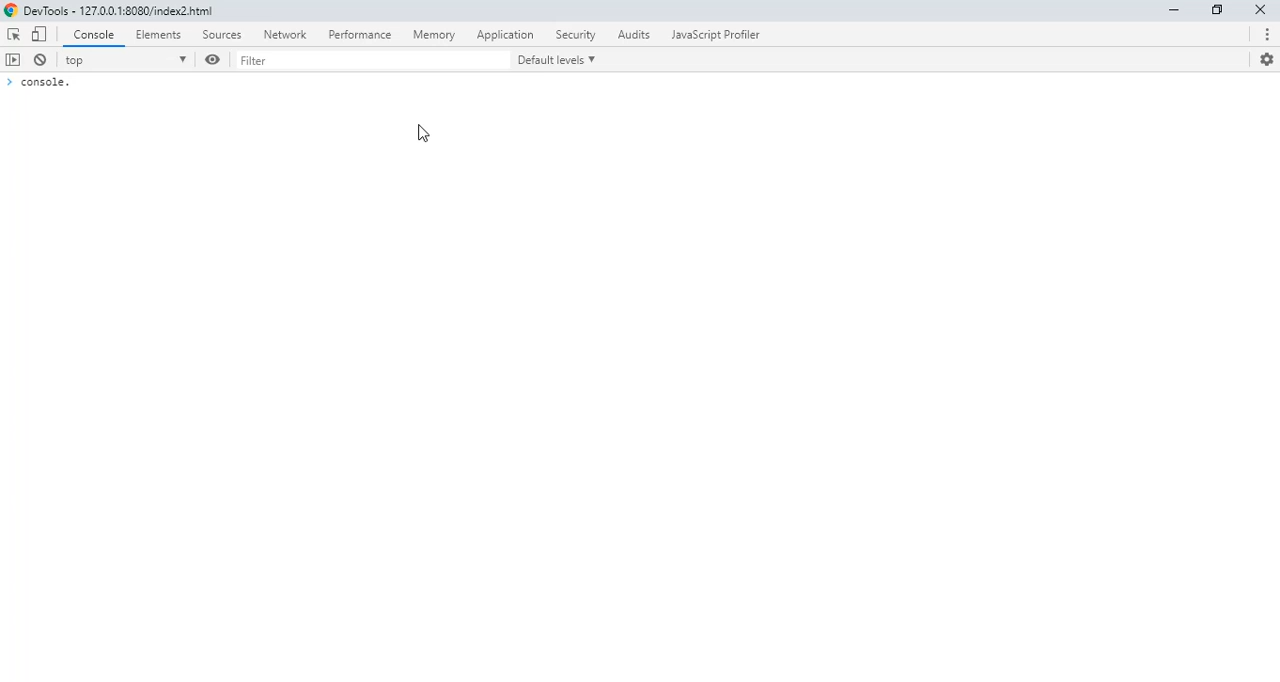 DevTools - 127.0.0.1:8080/index2.html
Console Elements Sources Network Performance Memory Application Security Audits JavaScript Profiler
top Filter Default levels
console.